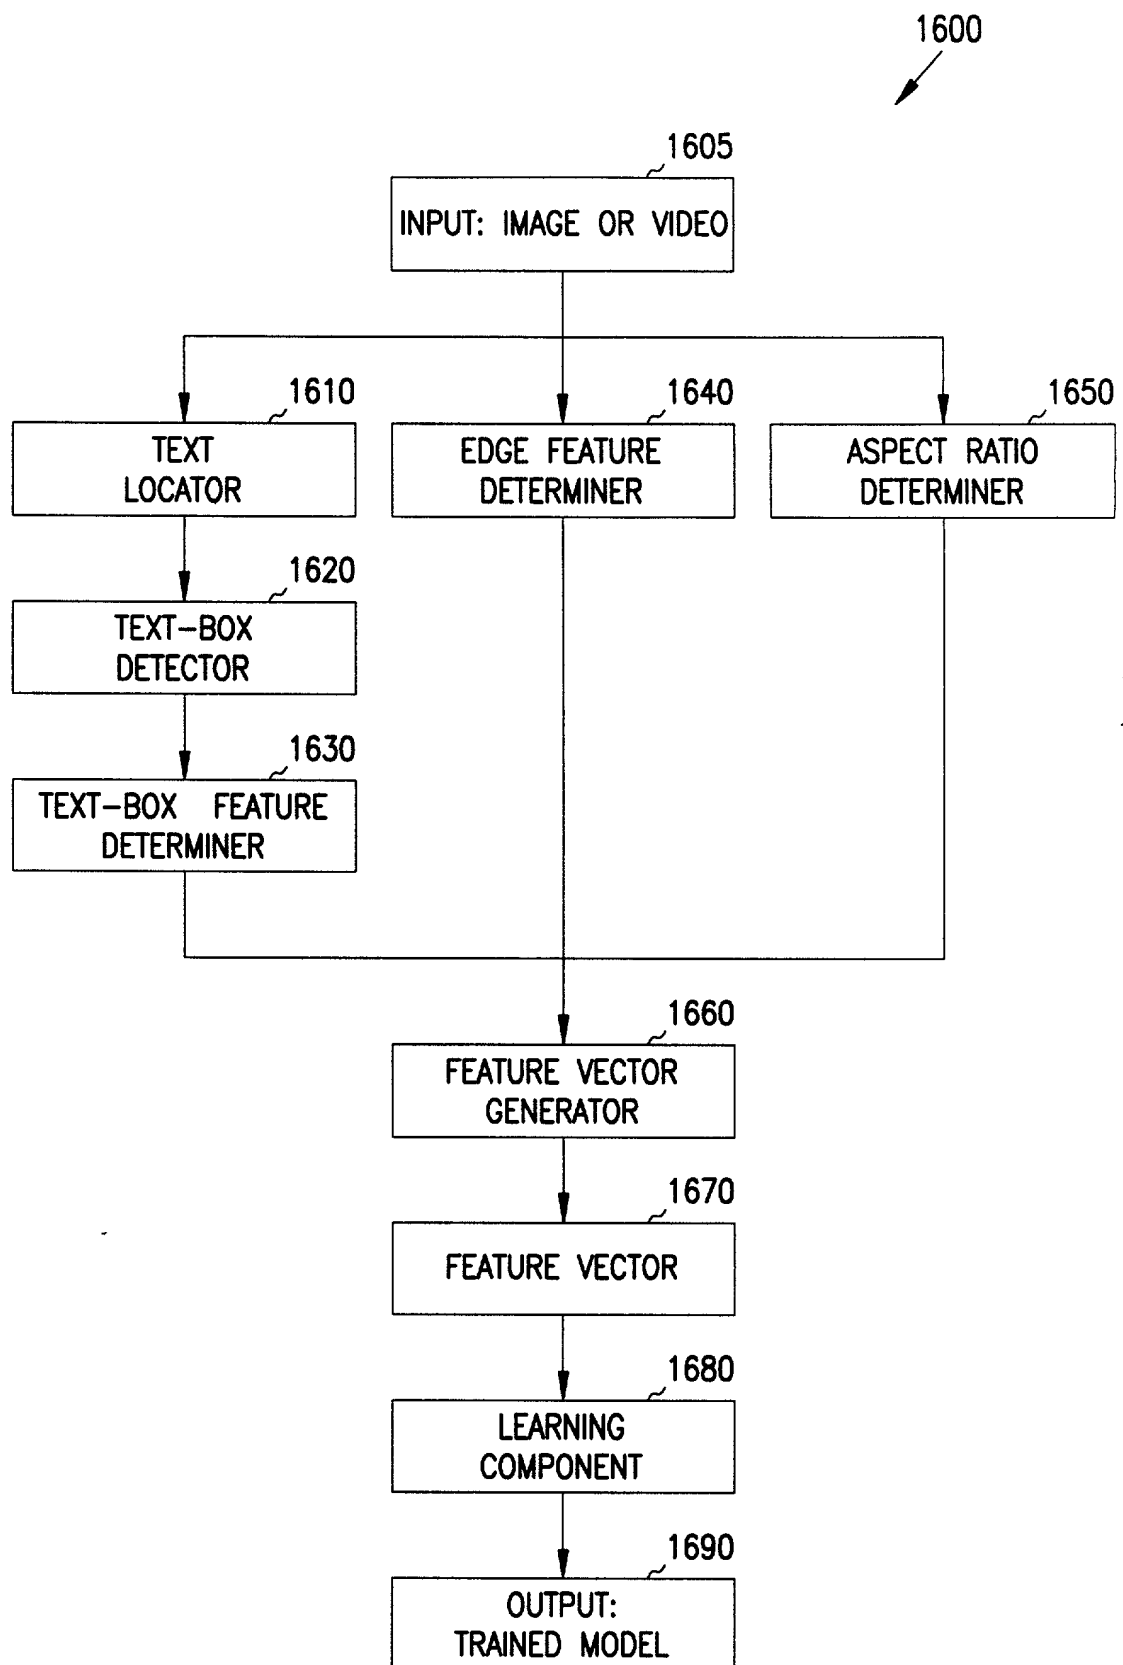 1600
1605
INPUT: IMAGE OR VIDEO
1610
1640
1650
TEXT
LOCATOR
EDGE FEATURE
DETERMINER
ASPECT RATIO
DETERMINER
1620
TEXT-BOX
DETECTOR
1630
TEXT-BOX FEATURE
DETERMINER
1660
FEATURE VECTOR
GENERATOR
1670
FEATURE VECTOR
1680
LEARNING
COMPONENT
1690
OUTPUT:
TRAINED MODEL